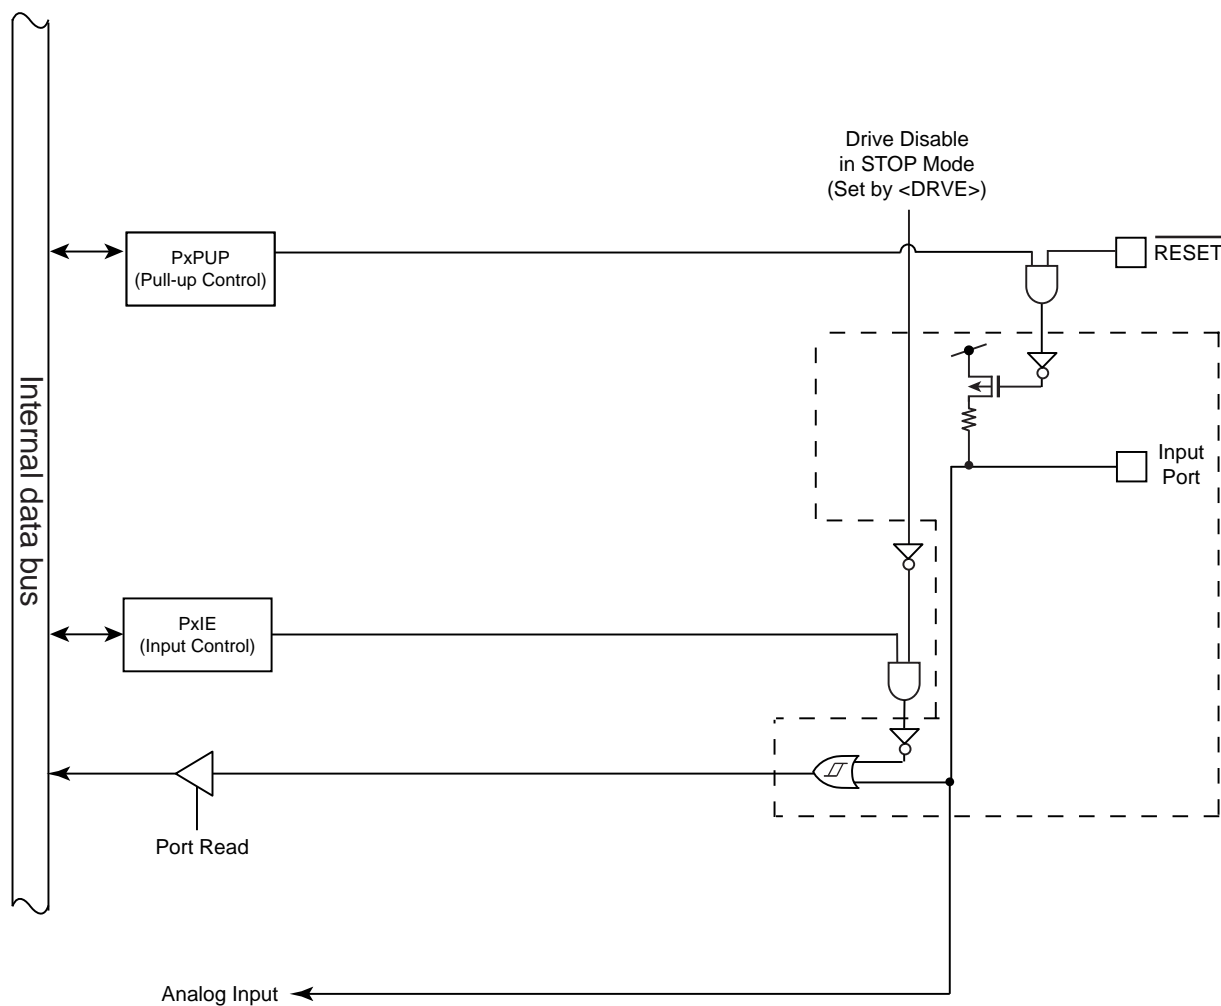 Drive Disable
in STOP Mode
(Set by <DRVE>)
PxPUP
(Pull-up Control)
RESET
Internal data bus
Input
Port
PxIE
(Input Control)
Port Read
Analog Input